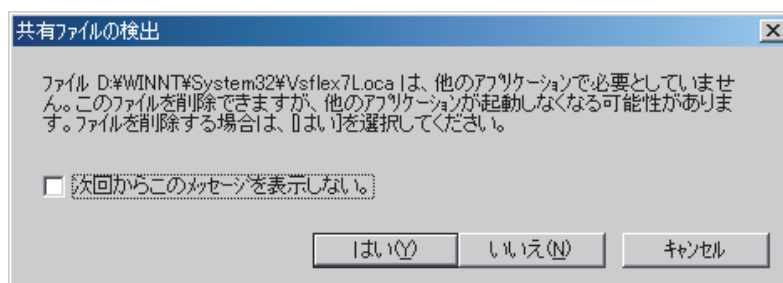 共有ファイルの検出
ファイル D:¥WINNT¥System32¥Vsflex7L.oca は、他のアプリケーションで必要としていませ
ん。このファイルを削除できますが、他のアプリケーションが起動しなくなる可能性がありま
す。ファイルを削除する場合は、[はい]を選択してください。
次回からこのメッセージを表示しない。
はい(Y)
いいえ(N)
キャンセル